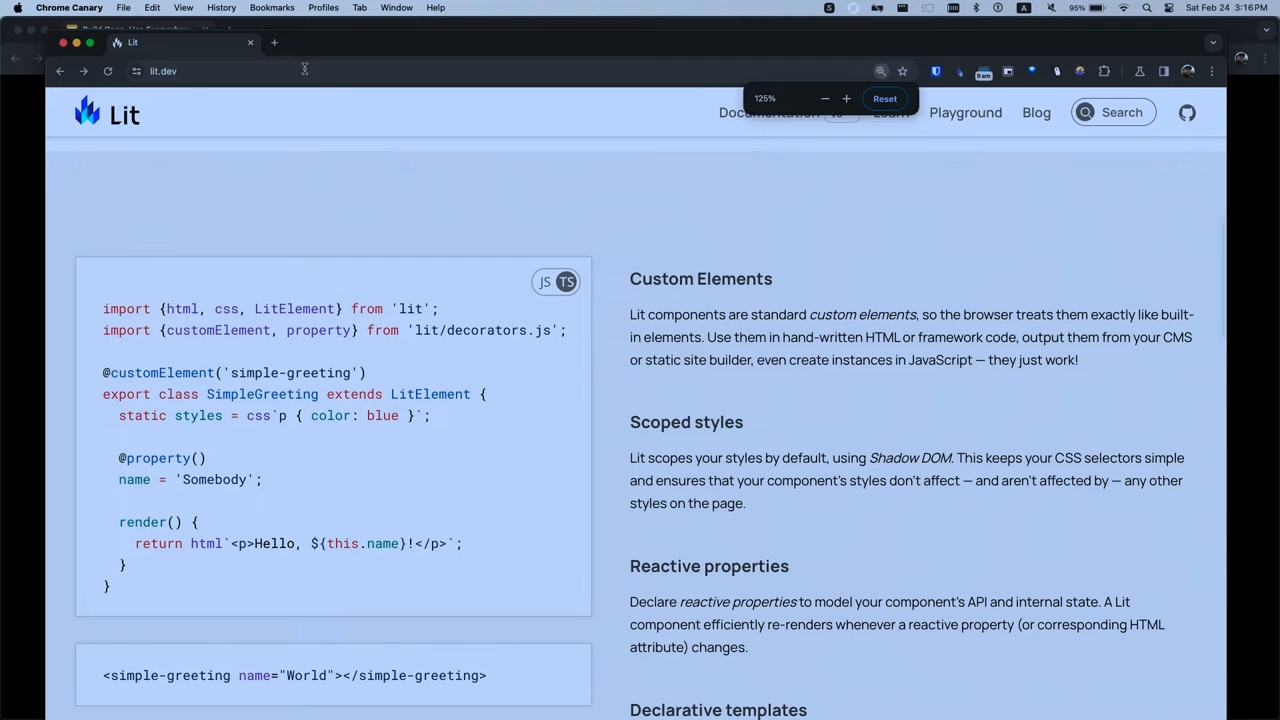 Chrome Canary File Edit View History Bookmarks Profiles Tab Window Help
95% A Sat Feb 24 3:16 PM
Lit
lit.dev
9am
125% Reset
Lit
Documentation
Learn
Playground
Blog
Search
JS TS
import {html, css, LitElement} from 'lit';
import {customElement, property} from 'lit/decorators.js';
@customElement('simple-greeting')
export class SimpleGreeting extends LitElement {
static styles = css`p { color: blue }`;
@property()
name = 'Somebody';
render() {
return html`<p>Hello, ${this.name}!</p>`;
}
}
<simple-greeting name="World"></simple-greeting>
Custom Elements
Lit components are standard custom elements, so the browser treats them exactly like built-
in elements. Use them in hand-written HTML or framework code, output them from your CMS
or static site builder, even create instances in JavaScript — they just work!
Scoped styles
Lit scopes your styles by default, using Shadow DOM. This keeps your CSS selectors simple
and ensures that your component's styles don't affect — and aren't affected by — any other
styles on the page.
Reactive properties
Declare reactive properties to model your component's API and internal state. A Lit
component efficiently re-renders whenever a reactive property (or corresponding HTML
attribute) changes.
Declarative templates